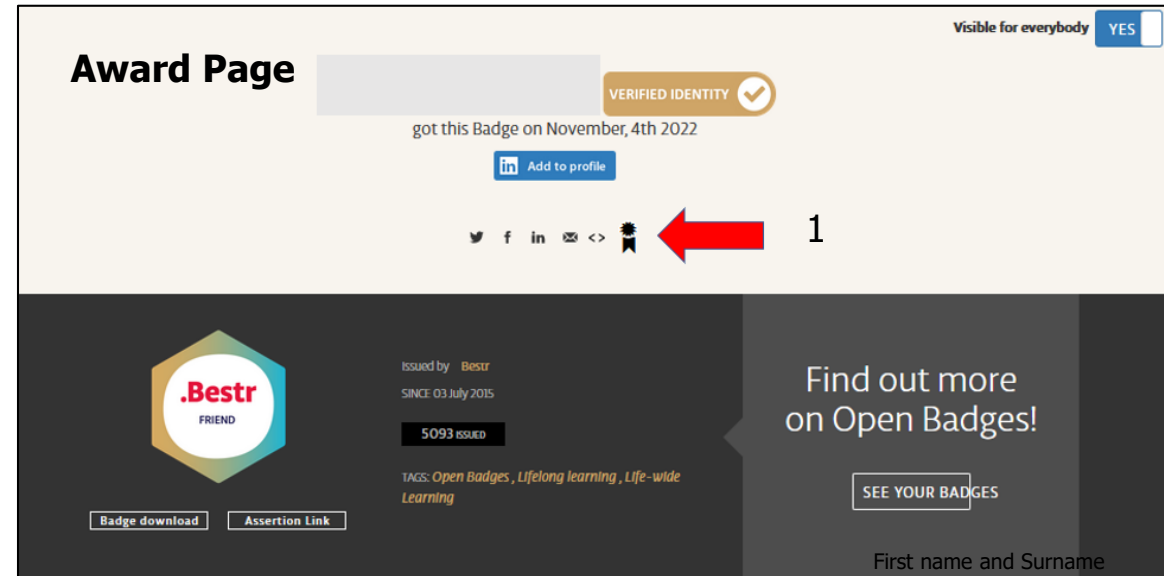 Visible for everybody YES
Award Page
VERIFIED IDENTITY
got this Badge on November, 4th 2022
in Add to profile
f in <>
1
.Bestr
FRIEND
Issued by Bestr
SINCE 03 July 2015
5093 ISSUED
TAGS: Open Badges , Lifelong learning , Life-wide
Learning
Badge download Assertion Link
Find out more
on Open Badges!
SEE YOUR BADGES
First name and Surname